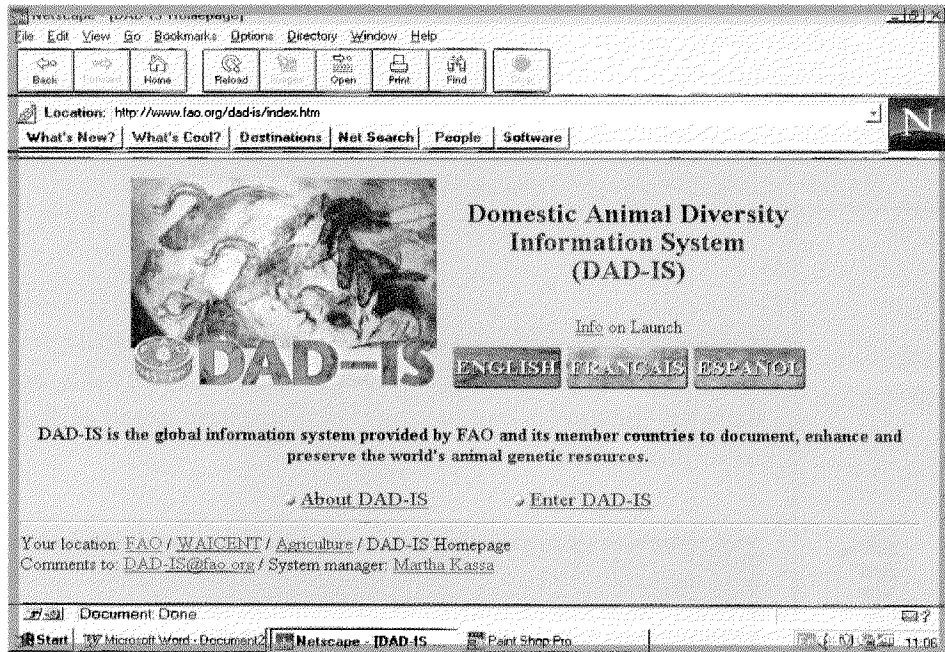 Netscape - [DAD-IS Homepage]
File Edit View Go Bookmarks Options Directory Window Help
Back Forward Home Reload Open Print Find Stop
Location: http://www.fao.org/dad-is/index.htm
N
What's New? What's Cool? Destinations Net Search People Software
Domestic Animal Diversity
Information System
(DAD-IS)
Info on Launch
DAD-IS
ENGLISH FRANÇAIS ESPAÑOL
DAD-IS is the global information system provided by FAO and its member countries to document, enhance and
preserve the world's animal genetic resources.
About DAD-IS Enter DAD-IS
Your location: FAO / WAICENT / Agriculture / DAD-IS Homepage
Comments to: DAD-IS@fao.org / System manager: Martha Kassa
Document: Done
Start Microsoft Word - Document2 Netscape - [DAD-IS... Paint Shop Pro 11:06